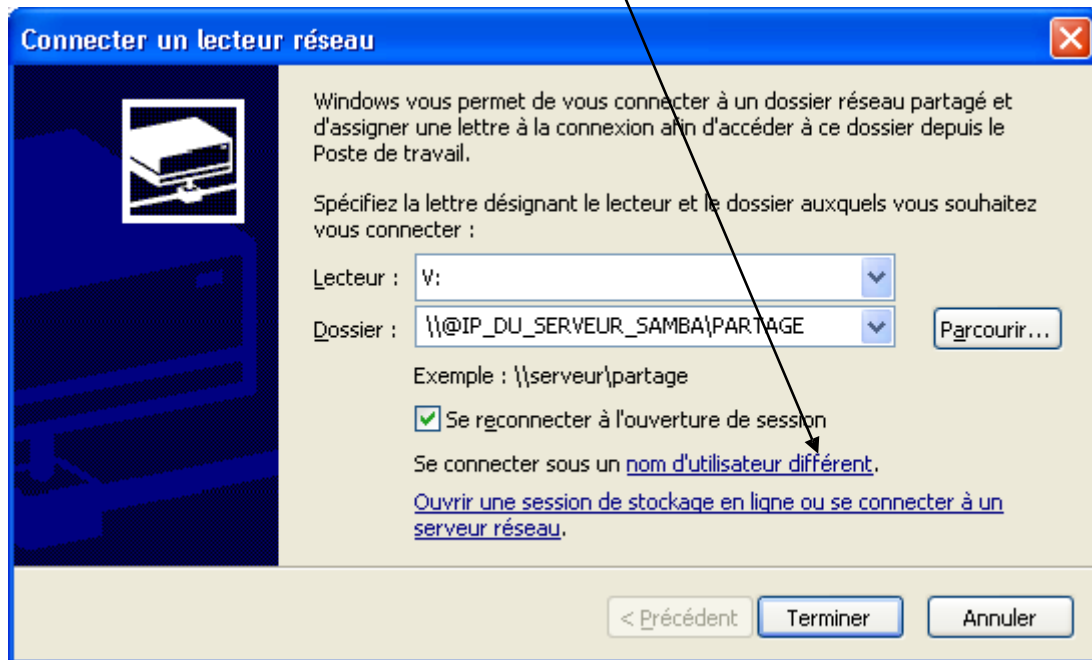 Connecter un lecteur réseau
Windows vous permet de vous connecter à un dossier réseau partagé et
d'assigner une lettre à la connexion afin d'accéder à ce dossier depuis le
Poste de travail.
Spécifiez la lettre désignant le lecteur et le dossier auxquels vous souhaitez
vous connecter :
Lecteur : V:
Dossier : \\@IP_DU_SERVEUR_SAMBA\PARTAGE Parcourir...
Exemple : \\serveur\partage
Se reconnecter à l'ouverture de session
Se connecter sous un nom d'utilisateur différent.
Ouvrir une session de stockage en ligne ou se connecter à un
serveur réseau.
< Précédent Terminer Annuler